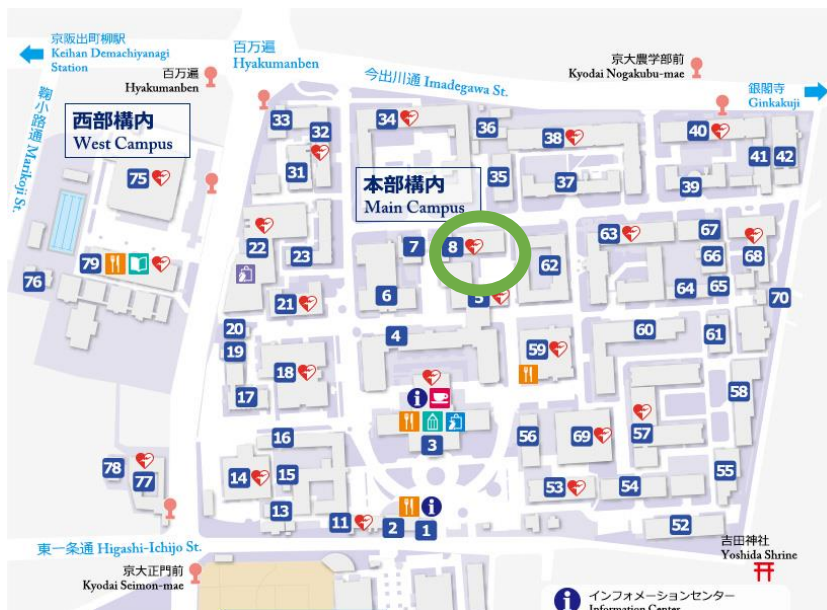 京阪出町柳駅
Keihan Demachiyanagi
Station
百万遍
Hyakumanben
百万遍
Hyakumanben
今出川通 Imadegawa St.
京大農学部前
Kyodai Nogakubu-mae
銀閣寺
Ginkakuji
鞠小路通 Marikoji St.
西部構内
West Campus
本部構内
Main Campus
33
32
34
36
38
40
41
42
31
35
37
39
75
22
23
7
8
62
63
67
66
68
79
76
21
6
5
64
65
70
20
19
4
59
60
61
18
17
58
3
16
56
69
57
14
15
55
78
77
13
53
54
11
2
1
52
東一条通 Higashi-Ichijo St.
京大正門前
Kyodai Seimon-mae
吉田神社
Yoshida Shrine
インフォメーションセンター
Information Center